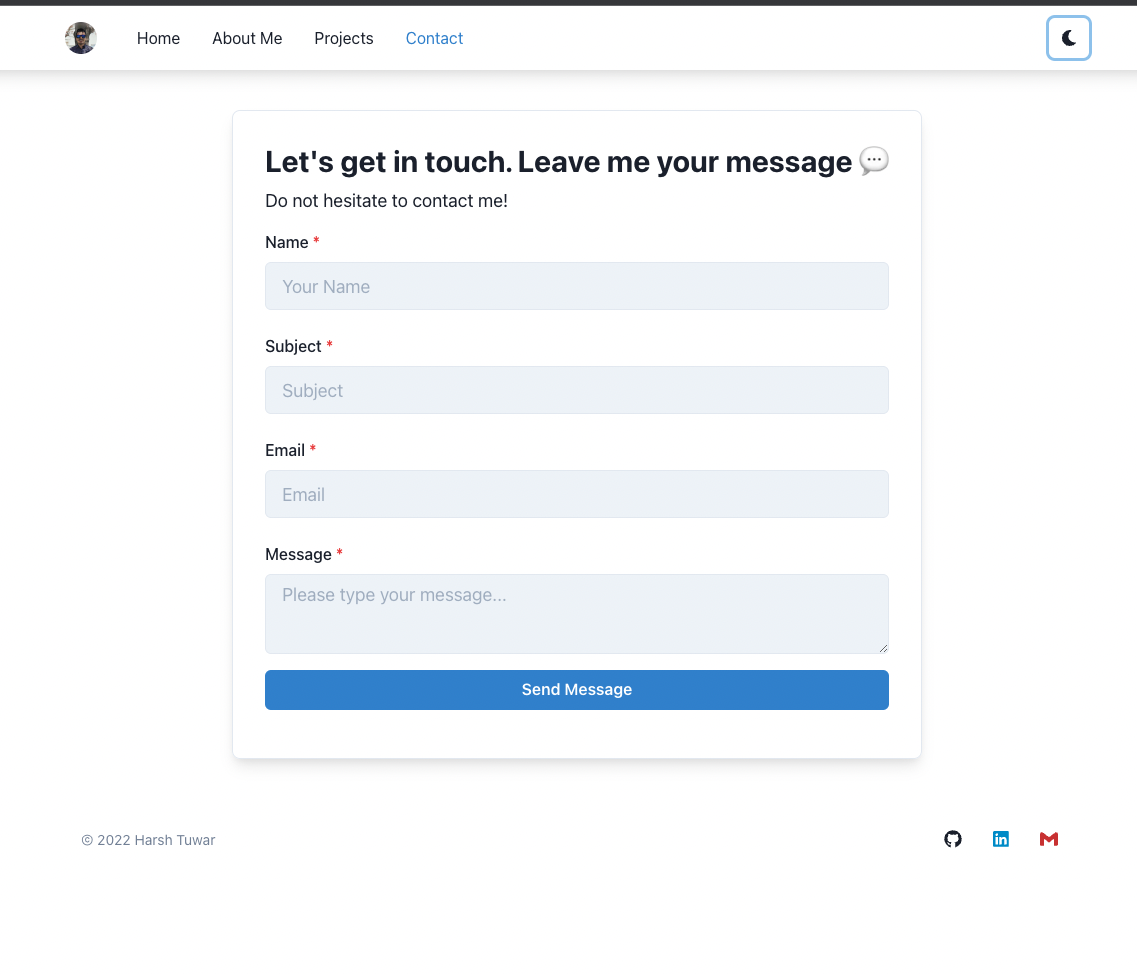 Home About Me Projects Contact
Let's get in touch. Leave me your message 💬
Do not hesitate to contact me!
Name *
Your Name
Subject *
Subject
Email *
Email
Message *
Please type your message...
Send Message
© 2022 Harsh Tuwar